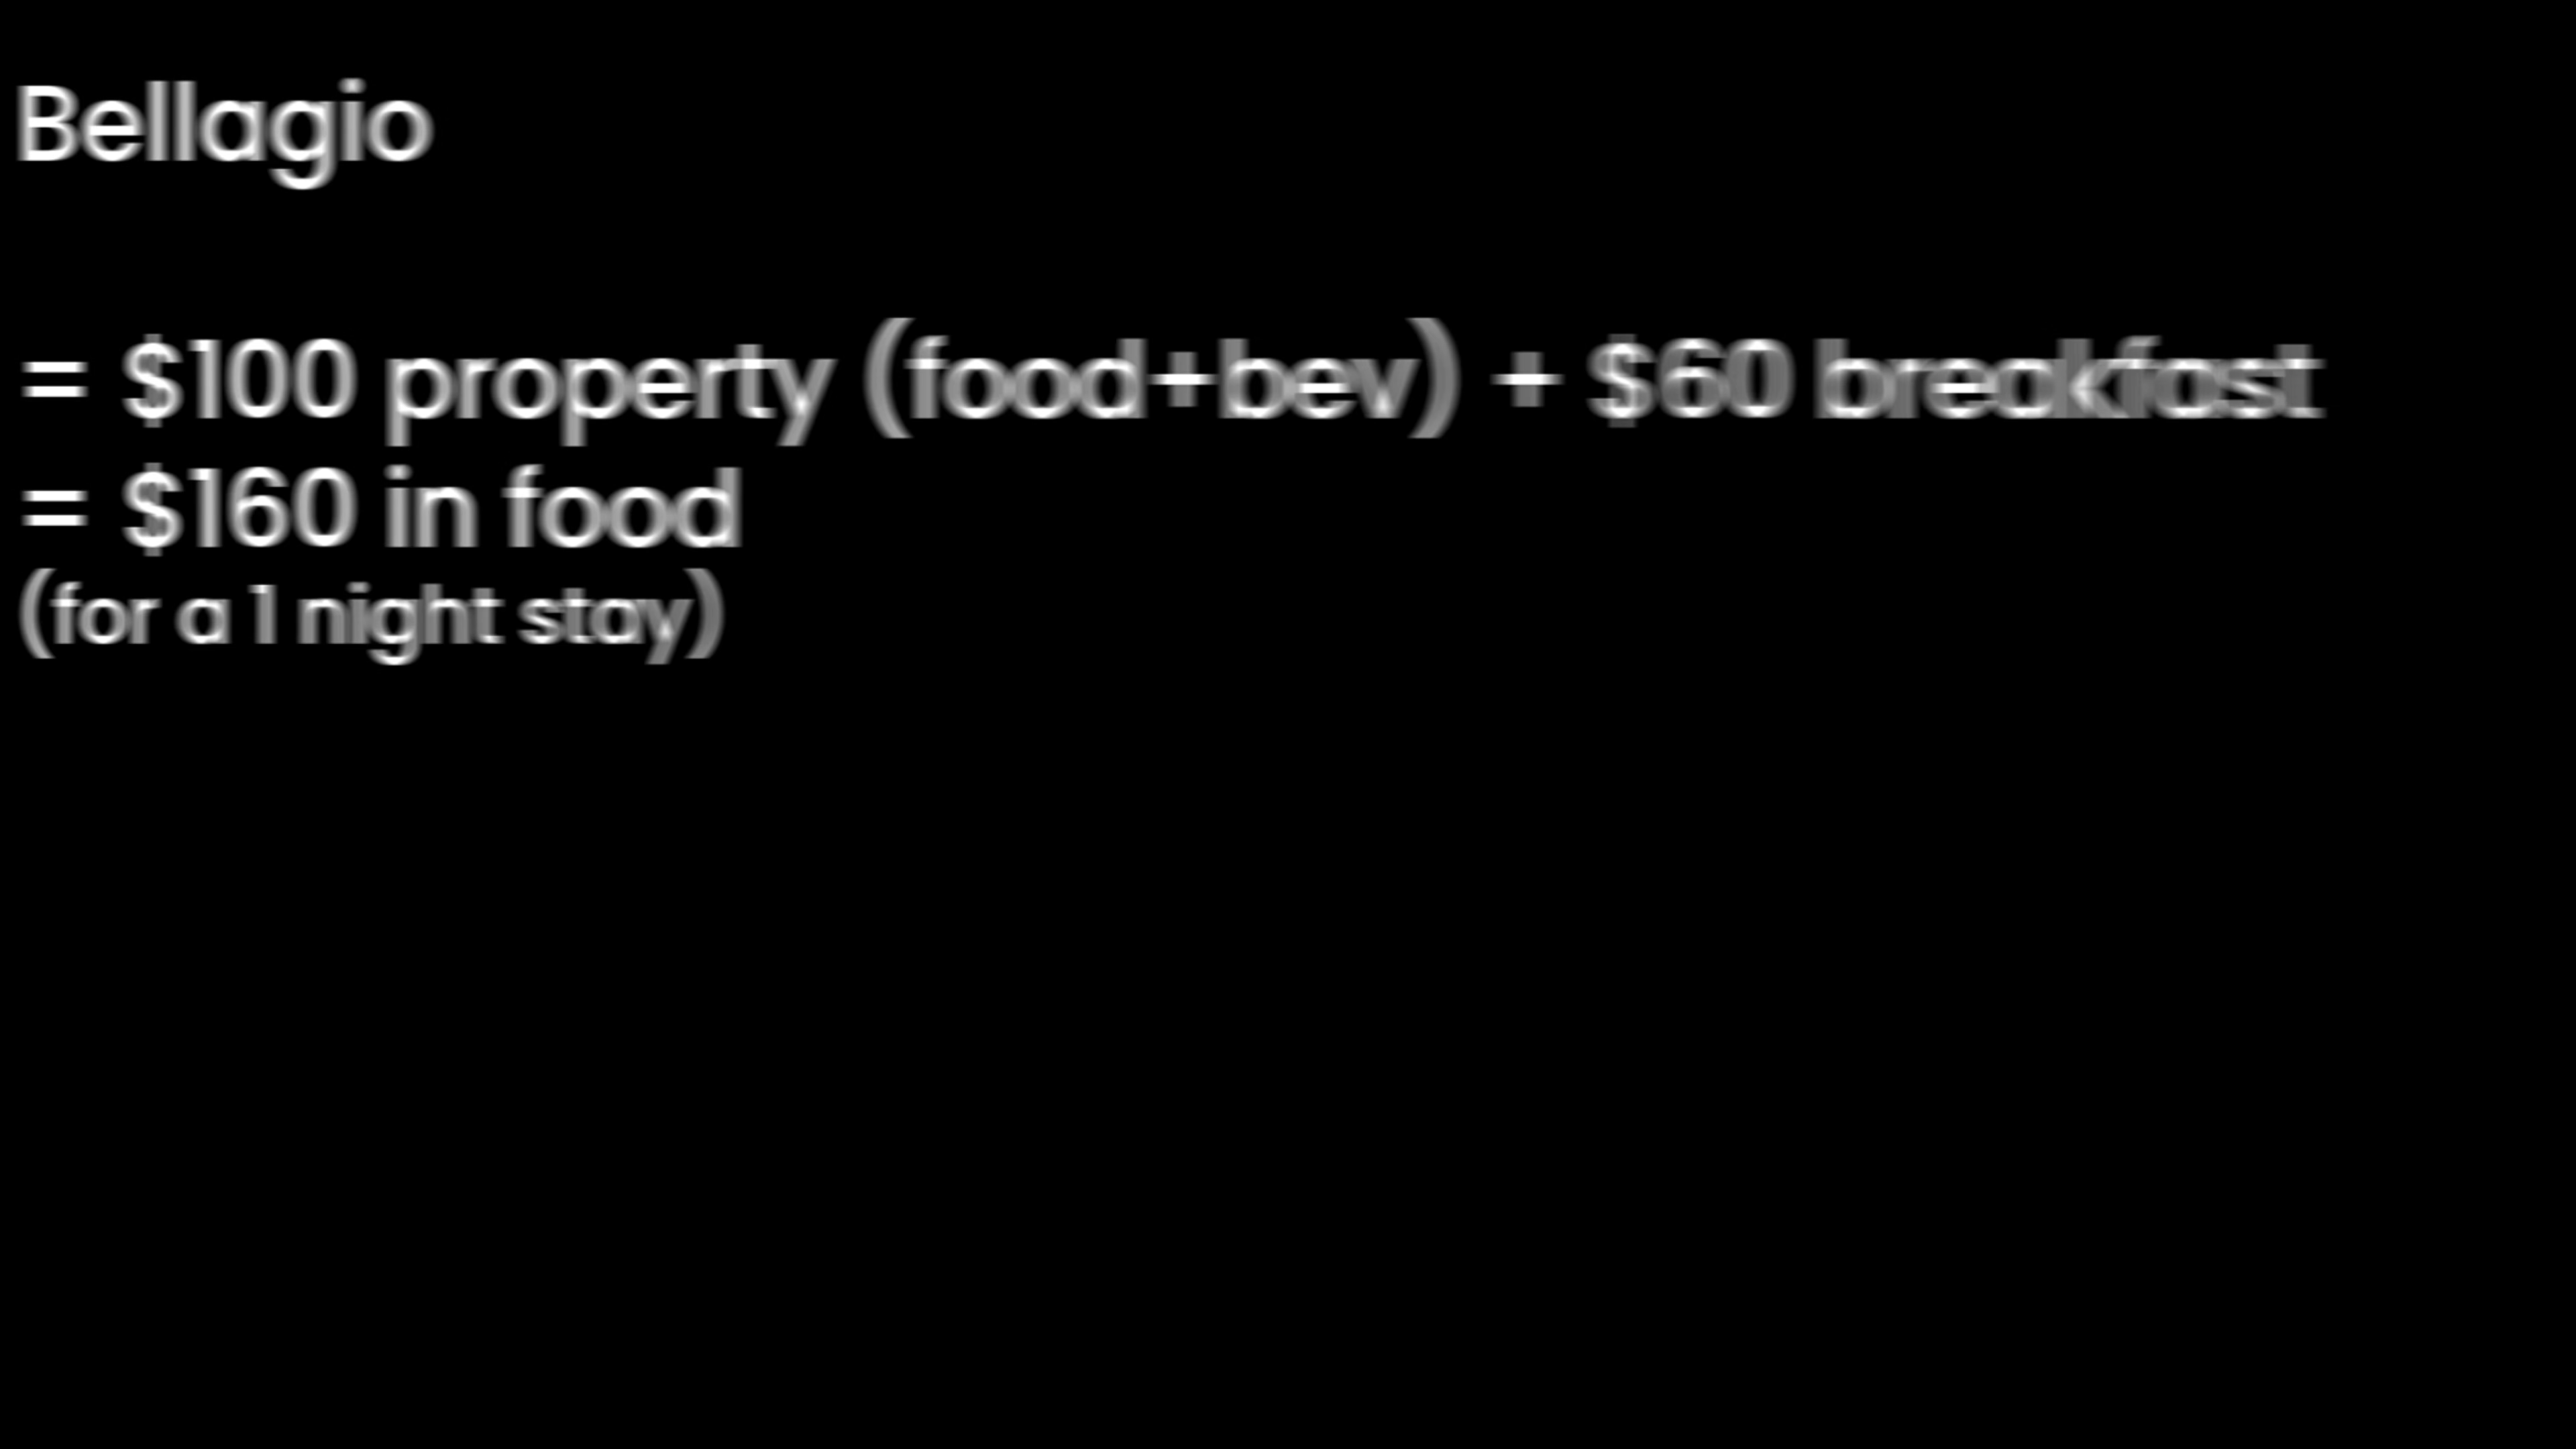 Bellagio
= $100 property (food+bev) + $60 breakfast
= $160 in food
(for a 1 night stay)